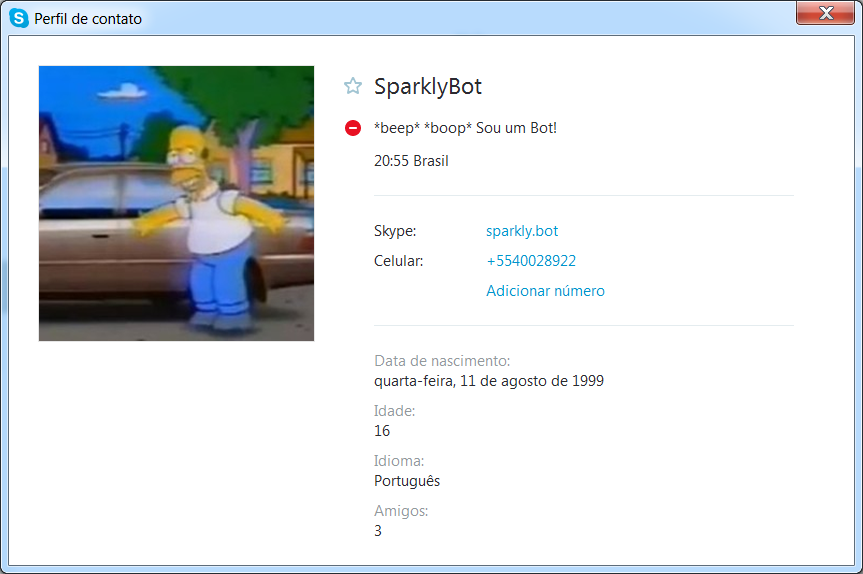 Perfil de contato
SparklyBot
*beep* *boop* Sou um Bot!
20:55 Brasil
Skype: sparkly.bot
Celular: +5540028922
Adicionar número
Data de nascimento:
quarta-feira, 11 de agosto de 1999
Idade:
16
Idioma:
Português
Amigos:
3